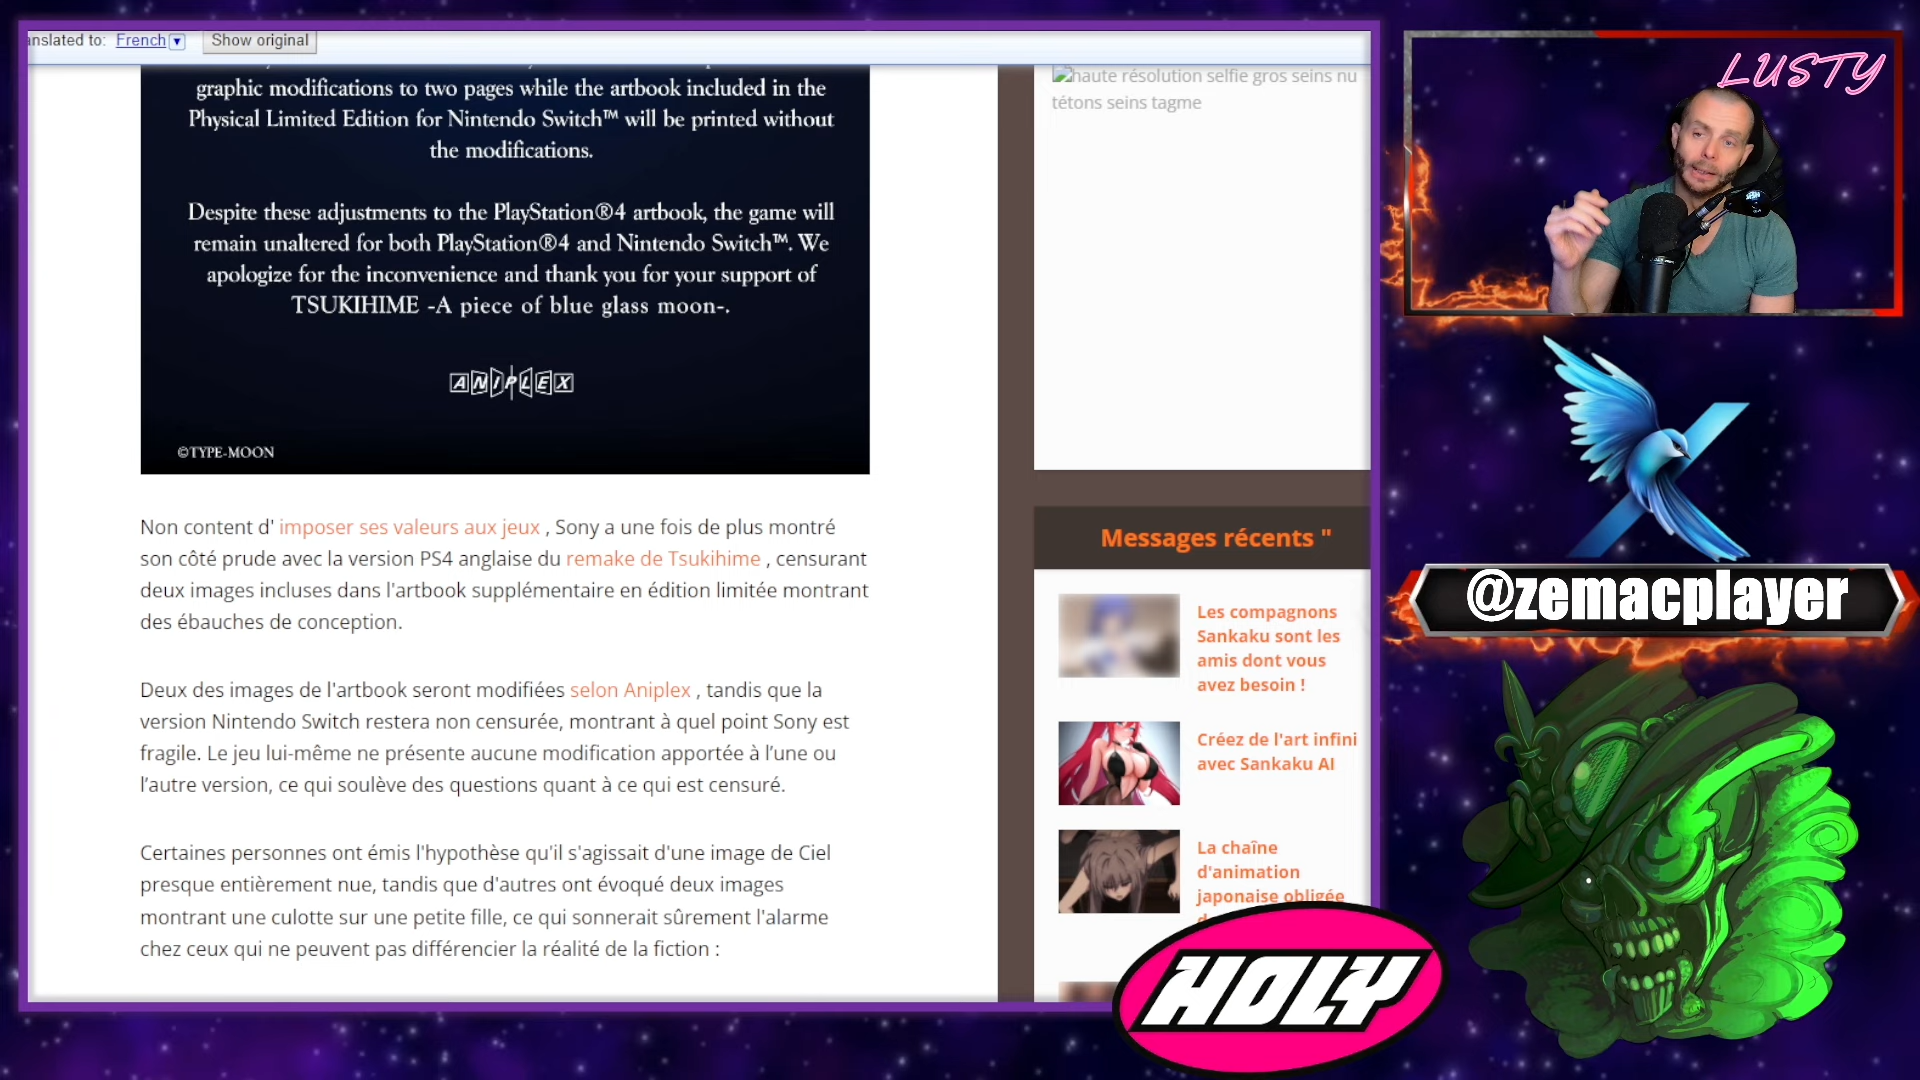 anslated to: French ▼ Show original
graphic modifications to two pages while the artbook included in the
Physical Limited Edition for Nintendo Switch™ will be printed without
the modifications.
Despite these adjustments to the PlayStation®4 artbook, the game will
remain unaltered for both PlayStation®4 and Nintendo Switch™. We
apologize for the inconvenience and thank you for your support of
TSUKIHIME -A piece of blue glass moon-.
ANIPLEX
©TYPE-MOON
Non content d' imposer ses valeurs aux jeux , Sony a une fois de plus montré
son côté prude avec la version PS4 anglaise du remake de Tsukihime , censurant
deux images incluses dans l'artbook supplémentaire en édition limitée montrant
des ébauches de conception.
Deux des images de l'artbook seront modifiées selon Aniplex , tandis que la
version Nintendo Switch restera non censurée, montrant à quel point Sony est
fragile. Le jeu lui-même ne présente aucune modification apportée à l’une ou
l’autre version, ce qui soulève des questions quant à ce qui est censuré.
Certaines personnes ont émis l'hypothèse qu'il s'agissait d'une image de Ciel
presque entièrement nue, tandis que d'autres ont évoqué deux images
montrant une culotte sur une petite fille, ce qui sonnerait sûrement l'alarme
chez ceux qui ne peuvent pas différencier la réalité de la fiction :
haute résolution selfie gros seins nu
tétons seins tagme
Messages récents "
Les compagnons
Sankaku sont les
amis dont vous
avez besoin !
Créez de l'art infini
avec Sankaku AI
La chaîne
d'animation
japonaise obligée
HOLY
LUSTY
@zemacplayer